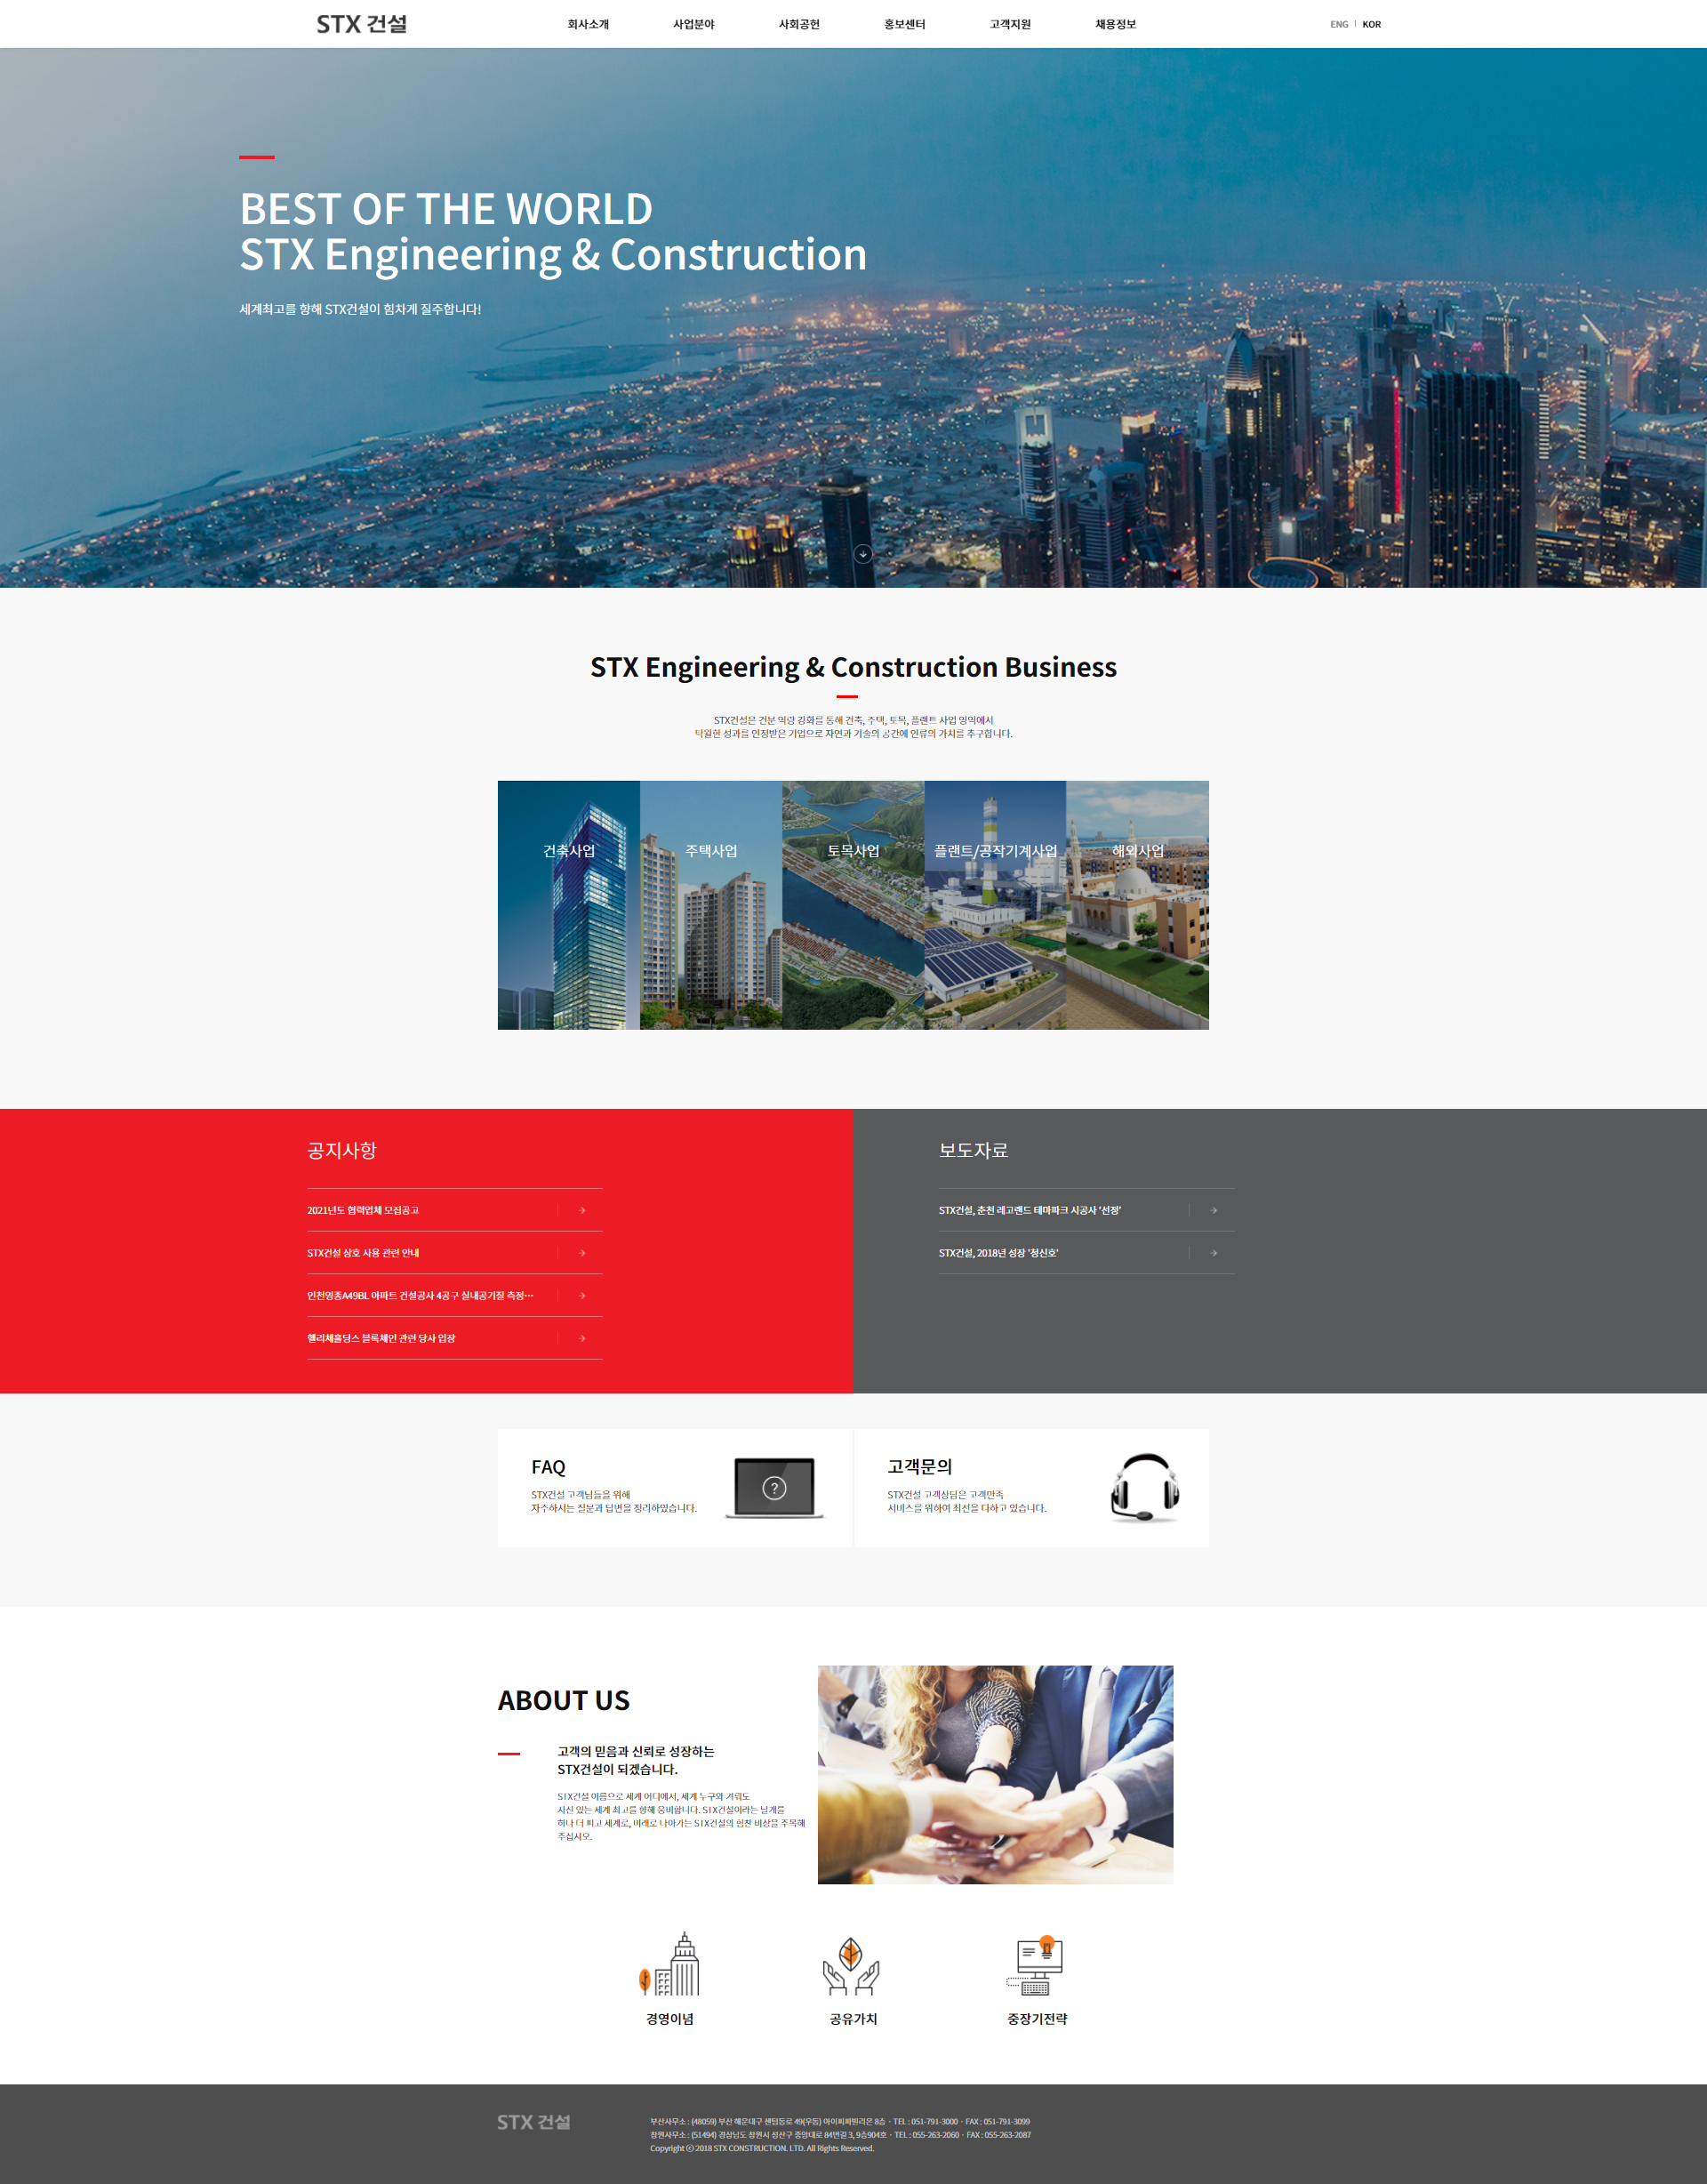 STX 건설
회사소개
사업분야
사회공헌
홍보센터
고객지원
채용정보
ENG | KOR
BEST OF THE WORLD
STX Engineering & Construction
세계최고를 향해 STX건설이 힘차게 질주합니다!
STX Engineering & Construction Business
STX건설은 전문 역량 강화를 통해 건축, 주택, 토목, 플랜트 사업 영역에서
탁월한 성과를 인정받은 기업으로 자연과 기술의 공간에 인류의 가치를 추구합니다.
건축사업
주택사업
토목사업
플랜트/공작기계사업
해외사업
공지사항
2021년도 협력업체 모집공고
STX건설 상호 사용 관련 안내
인천영종A49BL 아파트 건설공사 4공구 실내공기질 측정…
헬리체홀딩스 블록체인 관련 당사 입장
보도자료
STX건설, 춘천 레고랜드 테마파크 시공사 '선정'
STX건설, 2018년 성장 '청신호'
FAQ
STX건설 고객님들을 위해
자주하시는 질문과 답변을 정리하였습니다.
고객문의
STX건설 고객상담은 고객만족
서비스를 위하여 최선을 다하고 있습니다.
ABOUT US
고객의 믿음과 신뢰로 성장하는
STX건설이 되겠습니다.
STX건설 이름으로 세계 어디에서, 세계 누구와 겨뤄도
자신 있는 세계 최고를 향해 웅비합니다. STX건설이라는 날개를
하나 더 펴고 세계로, 미래로 나아가는 STX건설의 힘찬 비상을 주목해
주십시오.
경영이념
공유가치
중장기전략
STX 건설
부산사무소 : (48059) 부산 해운대구 센텀동로 49(우동) 아이피파밀리온 8층 · TEL : 051-791-3000 · FAX : 051-791-3099
창원사무소 : (51494) 경상남도 창원시 성산구 중앙대로 84번길 3, 9층904호 · TEL : 055-263-2060 · FAX : 055-263-2087
Copyright ⓒ 2018 STX CONSTRUCTION. LTD. All Rights Reserved.